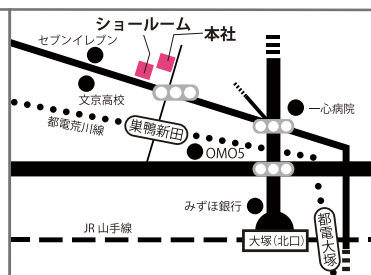 ショールーム
本社
セブンイレブン
文京高校
都電荒川線
巣鴨新田
一心病院
OMO5
みずほ銀行
大塚(北口)
都電大塚
JR 山手線